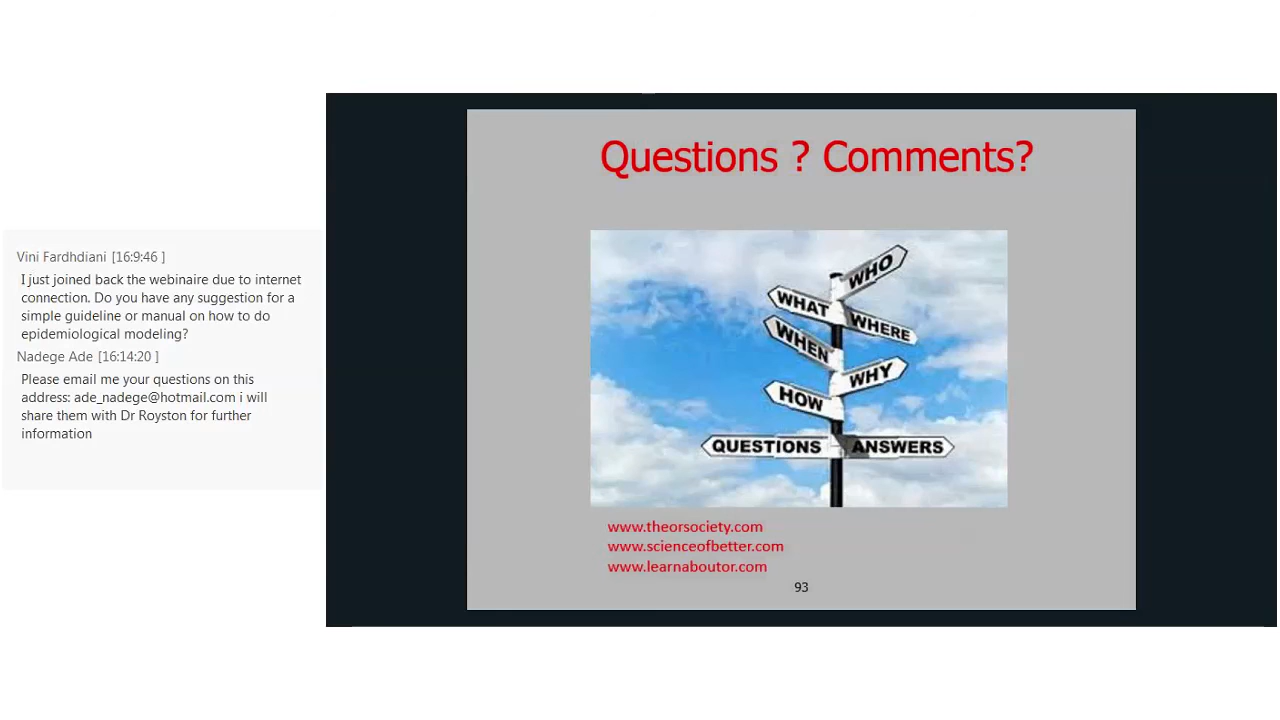 Vini Fardhdiani [16:9:46 ]
I just joined back the webinaire due to internet
connection. Do you have any suggestion for a
simple guideline or manual on how to do
epidemiological modeling?
Nadege Ade [16:14:20 ]
Please email me your questions on this
address: ade_nadege@hotmail.com i will
share them with Dr Royston for further
information
Questions ? Comments?
WHO
WHAT
WHERE
WHEN
WHY
HOW
QUESTIONS ANSWERS
www.theorsociety.com
www.scienceofbetter.com
www.learnaboutor.com
93